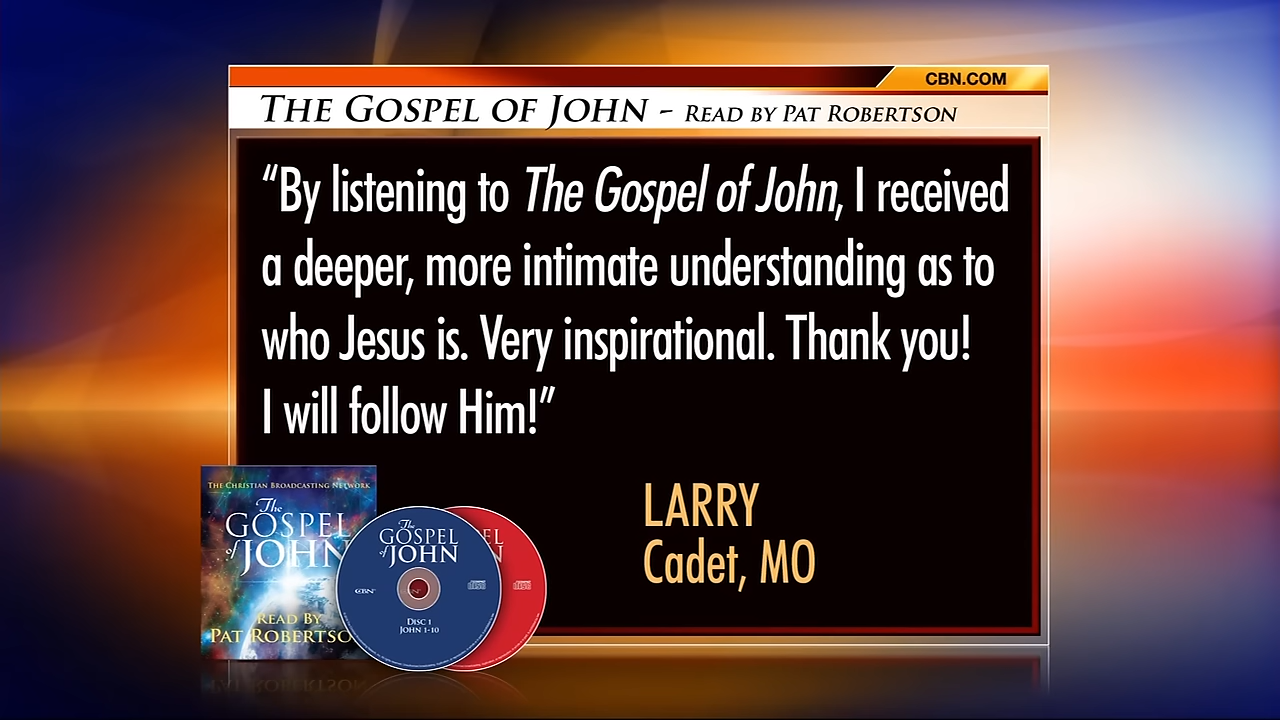 CBN.COM
THE GOSPEL OF JOHN - READ BY PAT ROBERTSON
“By listening to The Gospel of John, I received
a deeper, more intimate understanding as to
who Jesus is. Very inspirational. Thank you!
I will follow Him!”
LARRY
Cadet, MO
THE CHRISTIAN BROADCASTING NETWORK
The
GOSPEL
of JOHN
READ BY
PAT ROBERTSO
The
GOSPEL
of JOHN
CBN
DISC 1
JOHN 1-10
EL
N